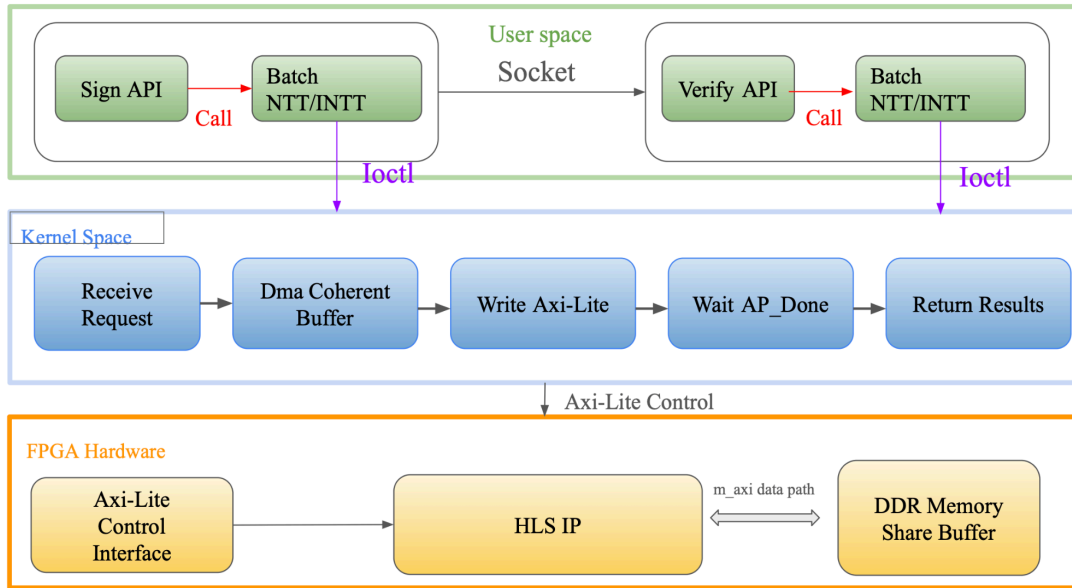 User space
Socket
Sign API
Call
Batch
NTT/INTT
Verify API
Call
Batch
NTT/INTT
Ioctl
Ioctl
Kernel Space
Receive
Request
Dma Coherent
Buffer
Write Axi-Lite
Wait AP_Done
Return Results
Axi-Lite Control
FPGA Hardware
Axi-Lite
Control
Interface
HLS IP
m_axi data path
DDR Memory
Share Buffer